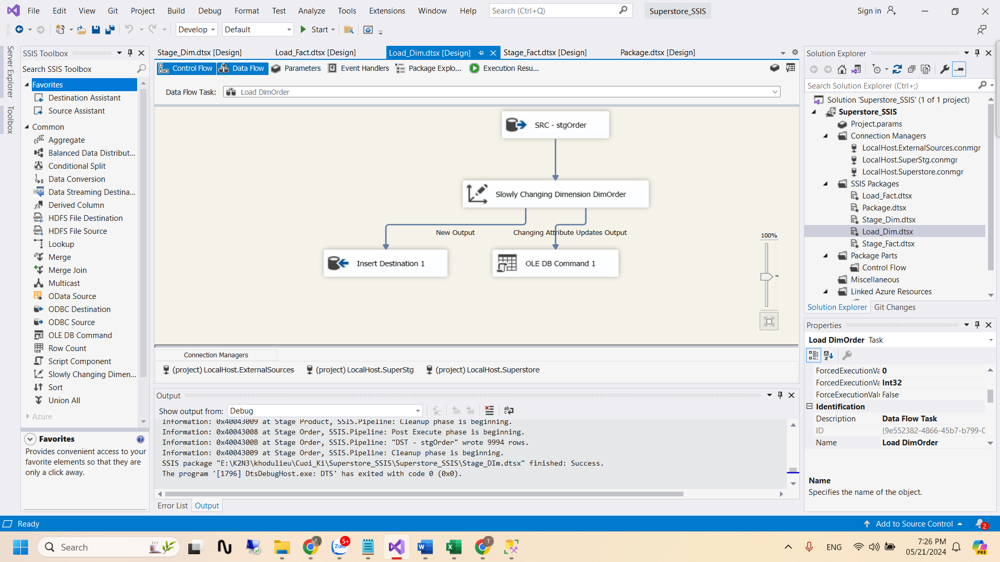 File Edit View Git Project Build Debug Format Test Analyze Tools Extensions Window Help Search (Ctrl+Q) Superstore_SSIS Sign in
Develop Default Start
Server Explorer
Toolbox
SSIS Toolbox
Search SSIS Toolbox
Favorites
Destination Assistant
Source Assistant
Common
Aggregate
Balanced Data Distribut...
Conditional Split
Data Conversion
Data Streaming Destina...
Derived Column
HDFS File Destination
HDFS File Source
Lookup
Merge
Merge Join
Multicast
OData Source
ODBC Destination
ODBC Source
OLE DB Command
Row Count
Script Component
Slowly Changing Dimen...
Sort
Union All
Azure
Favorites
Provides convenient access to your
favorite elements so that they are
only a click away.
Stage_Dim.dtsx [Design] Load_Fact.dtsx [Design] Load_Dim.dtsx [Design] Stage_Fact.dtsx [Design] Package.dtsx [Design]
Control Flow Data Flow Parameters Event Handlers Package Explo... Execution Resu...
Data Flow Task: Load DimOrder
SRC - stgOrder
Slowly Changing Dimension DimOrder
New Output Changing Attribute Updates Output
Insert Destination 1 OLE DB Command 1
100%
Connection Managers
(project) LocalHost.ExternalSources (project) LocalHost.SuperStg (project) LocalHost.Superstore
Output
Show output from: Debug
Information: 0x40043009 at Stage Product, SSIS.Pipeline: Cleanup phase is beginning.
Information: 0x40043008 at Stage Order, SSIS.Pipeline: Post Execute phase is beginning.
Information: 0x4004300B at Stage Order, SSIS.Pipeline: "DST - stgOrder" wrote 9994 rows.
Information: 0x40043009 at Stage Order, SSIS.Pipeline: Cleanup phase is beginning.
SSIS package "E:\K2N3\khodulieu\Cuoi_Ki\Superstore_SSIS\Superstore_SSIS\Stage_DIm.dtsx" finished: Success.
The program '[1796] DtsDebugHost.exe: DTS' has exited with code 0 (0x0).
Error List Output
Solution Explorer
Search Solution Explorer (Ctrl+;)
Solution 'Superstore_SSIS' (1 of 1 project)
Superstore_SSIS
Project.params
Connection Managers
LocalHost.ExternalSources.conmgr
LocalHost.SuperStg.conmgr
LocalHost.Superstore.conmgr
SSIS Packages
Load_Fact.dtsx
Package.dtsx
Stage_Dim.dtsx
Load_Dim.dtsx
Stage_Fact.dtsx
Package Parts
Control Flow
Miscellaneous
Linked Azure Resources
Solution Explorer Git Changes
Properties
Load DimOrder Task
ForcedExecutionVa 0
ForcedExecutionVa Int32
ForceExecutionValu False
Identification
Description Data Flow Task
ID {9e552382-4866-45b7-b799-0
Name Load DimOrder
Name
Specifies the name of the object.
Ready Add to Source Control 2
Search 5+ Zalo T ENG 7:26 PM
05/21/2024 PRE